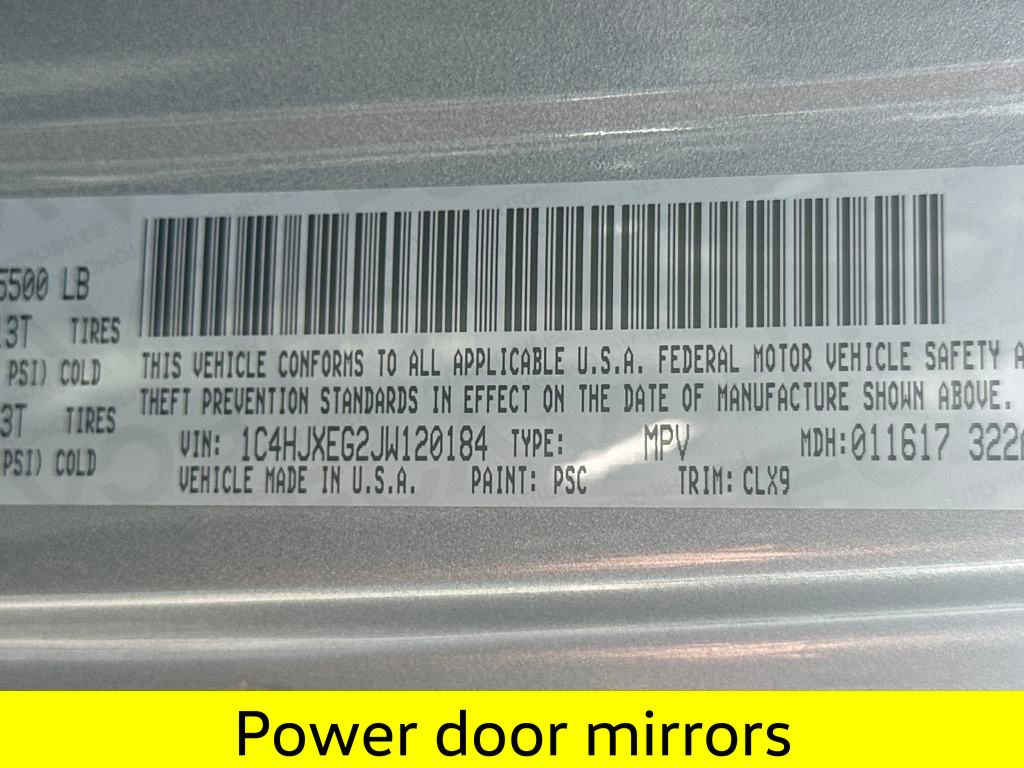 5500 LB
13T TIRES
PSI) COLD
3T TIRES
PSI) COLD
THIS VEHICLE CONFORMS TO ALL APPLICABLE U.S.A. FEDERAL MOTOR VEHICLE SAFETY
THEFT PREVENTION STANDARDS IN EFFECT ON THE DATE OF MANUFACTURE SHOWN ABOVE.
VIN: 1C4HJXEG2JW120184 TYPE: MPV MDH:011617 322
VEHICLE MADE IN U.S.A. PAINT: PSC TRIM: CLX9
Power door mirrors